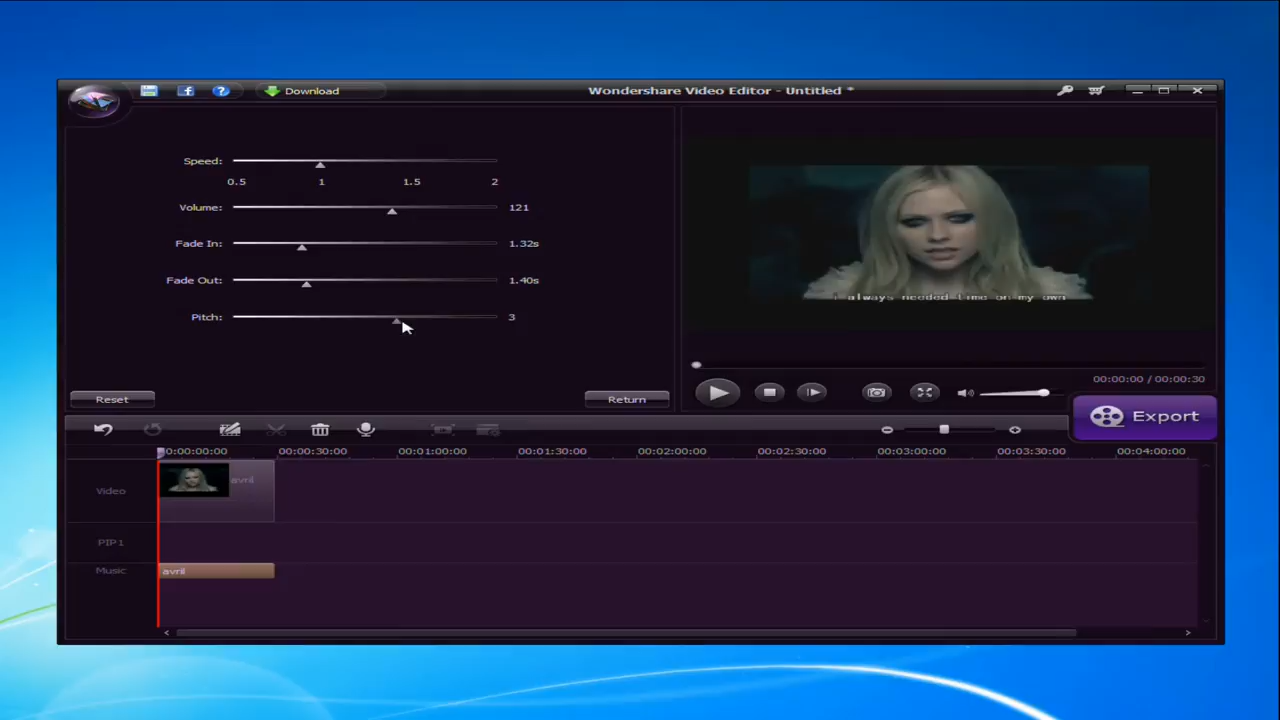 Download
Wondershare Video Editor - Untitled *
Speed:
0.5 1 1.5 2
Volume: 121
Fade In: 1.32s
Fade Out: 1.40s
Pitch: 3
Reset
Return
I always needed time on my own
00:00:00 / 00:00:30
Export
00:00:00:00 00:00:30:00 00:01:00:00 00:01:30:00 00:02:00:00 00:02:30:00 00:03:00:00 00:03:30:00 00:04:00:00
Video
avril
PIP1
Music
avril